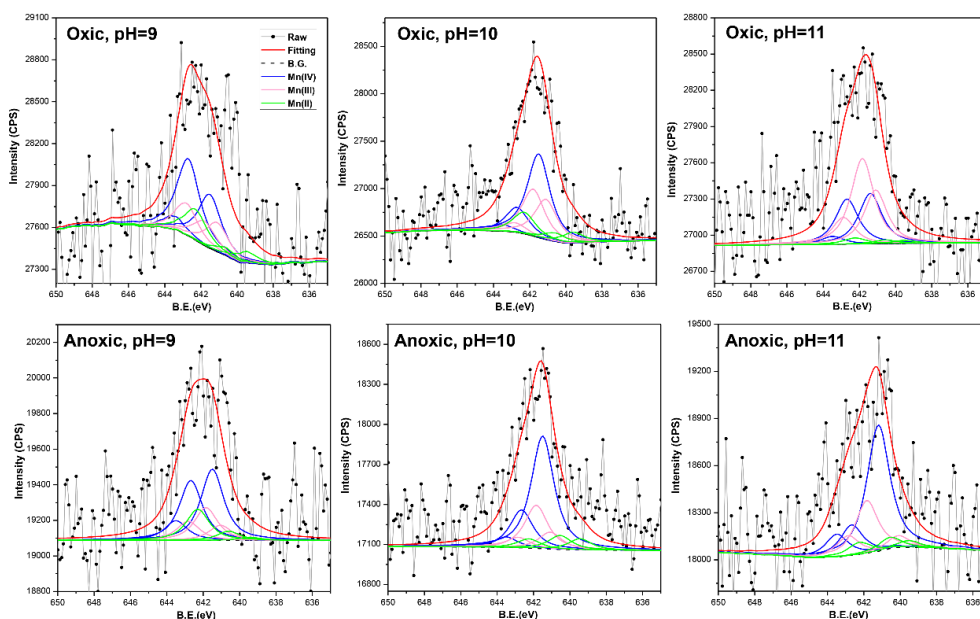 Oxic, pH=9
29100
28800
28500
28200
27900
27600
27300
Intensity (CPS)
650 648 646 644 642 640 638 636
B.E.(eV)
Raw
Fitting
B.G.
Mn(IV)
Mn(III)
Mn(II)
Oxic, pH=10
28500
28000
27500
27000
26500
26000
Intensity (CPS)
650 648 646 644 642 640 638 636
B.E.(eV)
Oxic, pH=11
28800
28500
28200
27900
27600
27300
27000
26700
Intensity (CPS)
650 648 646 644 642 640 638 636
B.E.(eV)
Anoxic, pH=9
20200
20000
19800
19600
19400
19200
19000
18800
Intensity (CPS)
650 648 646 644 642 640 638 636
B.E.(eV)
Anoxic, pH=10
18600
18300
18000
17700
17400
17100
16800
Intensity (CPS)
650 648 646 644 642 640 638 636
B.E.(eV)
Anoxic, pH=11
19500
19200
18900
18600
18300
18000
Intensity (CPS)
650 648 646 644 642 640 638 636
B.E.(eV)